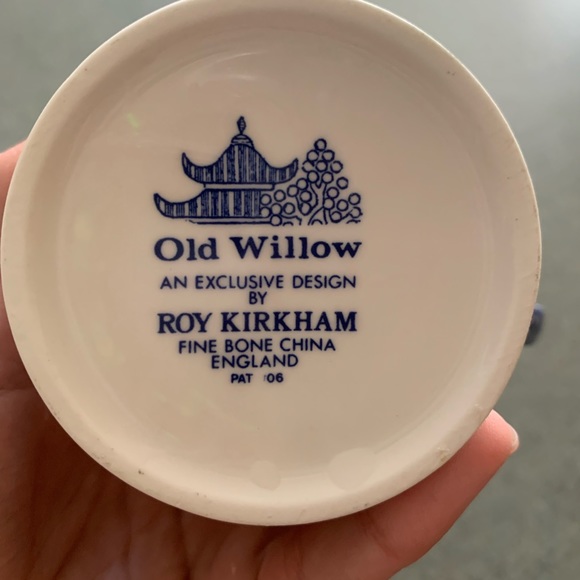 Old Willow
AN EXCLUSIVE DESIGN
BY
ROY KIRKHAM
FINE BONE CHINA
ENGLAND
PAT 06